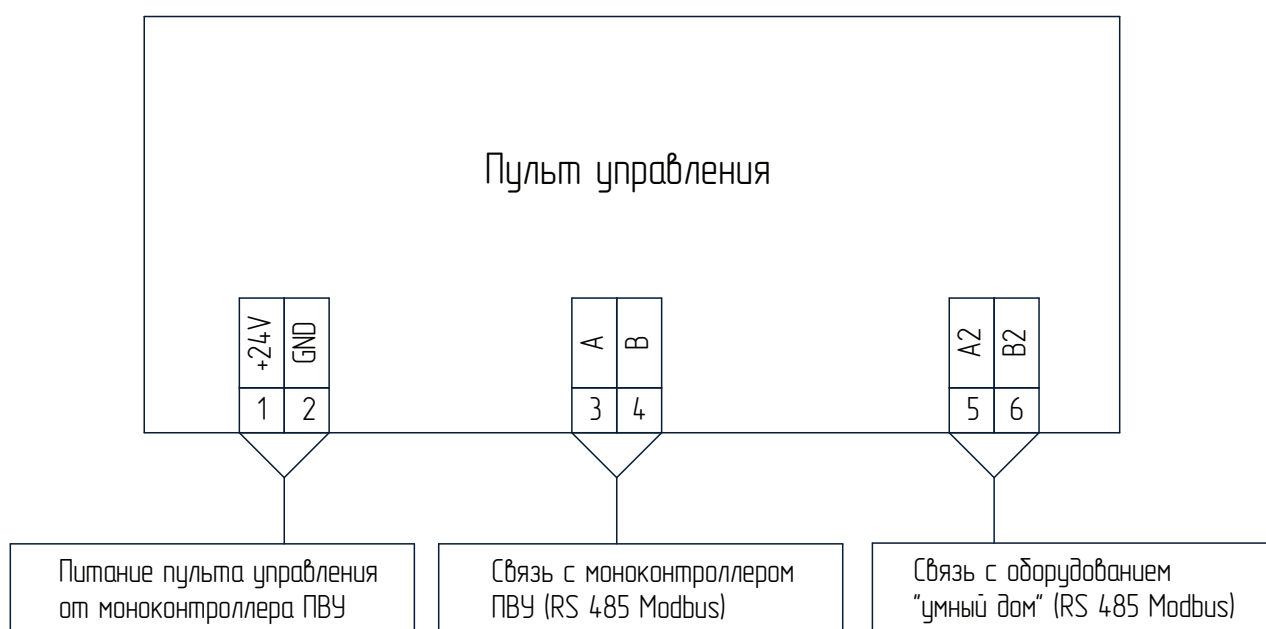 Пульт управления
+24V GND A B A2 B2
1 2 3 4 5 6
Питание пульта управления
от моноконтроллера ПВУ
Связь с моноконтроллером
ПВУ (RS 485 Modbus)
Связь с оборудованием
"умный дом" (RS 485 Modbus)